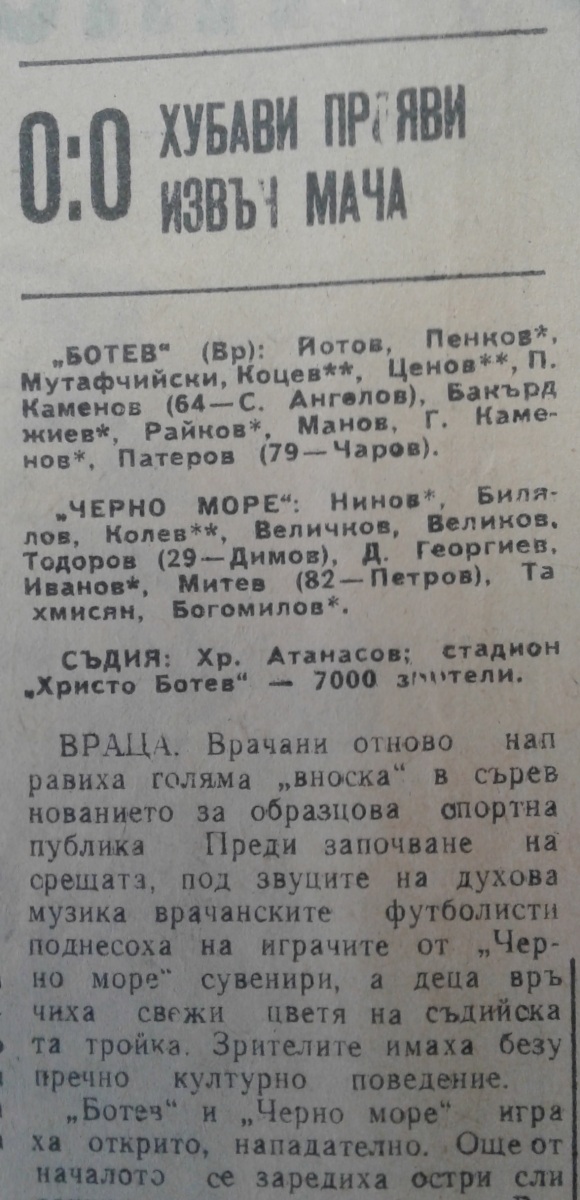 0:0 ХУБАВИ ПРОЯВИ
ИЗВЪН МАЧА
„БОТЕВ“ (Вр): Йотов, Пенков*,
Мутафчийски, Коцев**, Ценов**, П.
Каменов (64—С. Ангелов), Бакърд
жиев*, Райков*, Манов, Г. Каме-
нов*, Патеров (79—Чаров).
„ЧЕРНО МОРЕ“: Нинов*, Биля-
лов, Колев**, Величков, Великов,
Тодоров (29—Димов), Д. Георгиев,
Иванов*, Митев (82—Петров), Та
хмисян, Богомилов*.
СЪДИЯ: Хр. Атанасов; стадион
„Христо Ботев“ — 7000 зрители.
ВРАЦА. Врачани отново нап
равиха голяма „вноска“ в сърев
нованието за образцова спортна
публика Преди започване на
срещата, под звуците на духова
музика врачанските футболисти
поднесоха на играчите от „Чер-
но море“ сувенири, а деца връ
чиха свежи цветя на съдийска
та тройка. Зрителите имаха безу
пречно културно поведение.
„Ботев“ и „Черно море“ игра
ха открито, нападателно. Още от
началото се заредиха остри сли